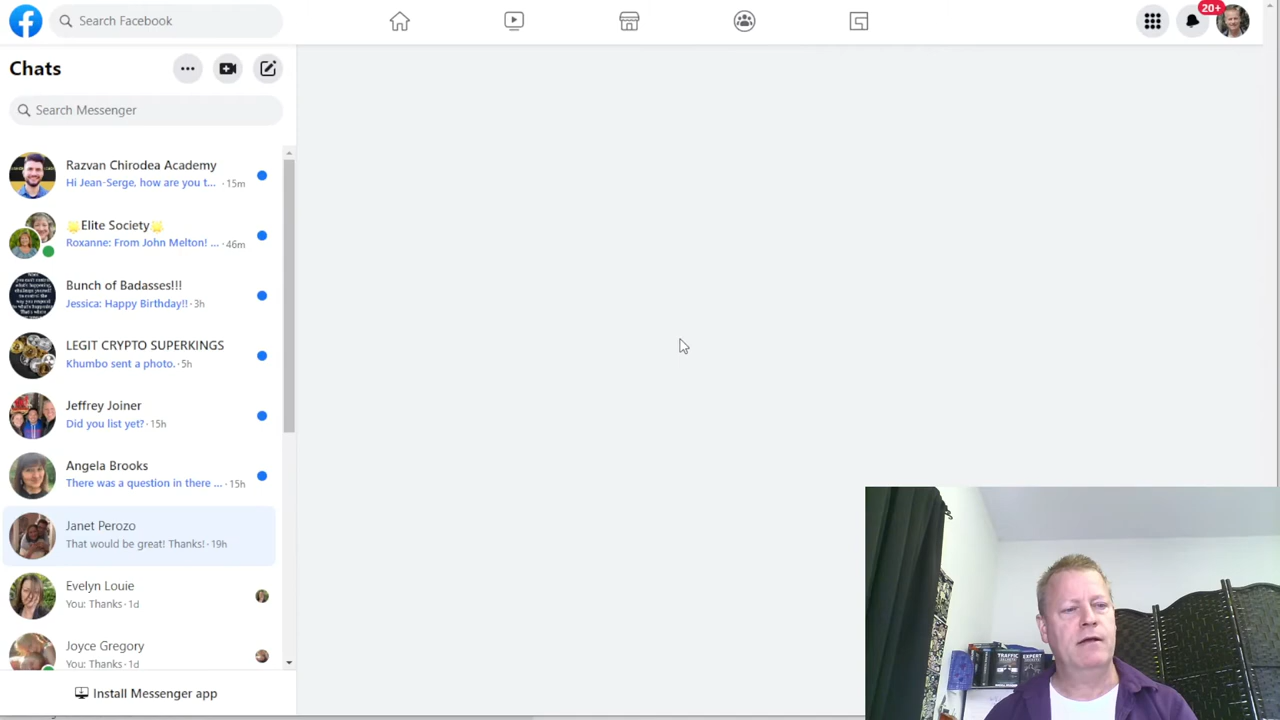 Search Facebook
20+
Chats
Search Messenger
Razvan Chirodea Academy
Hi Jean-Serge, how are you t... · 15m
🌟Elite Society🌟
Roxanne: From John Melton! ... · 46m
Bunch of Badasses!!!
Jessica: Happy Birthday!! · 3h
LEGIT CRYPTO SUPERKINGS
Khumbo sent a photo. · 5h
Jeffrey Joiner
Did you list yet? · 15h
Angela Brooks
There was a question in there ... · 15h
Janet Perozo
That would be great! Thanks! · 19h
Evelyn Louie
You: Thanks · 1d
Joyce Gregory
You: Thanks · 1d
Install Messenger app
TRAFFIC
EXPERT